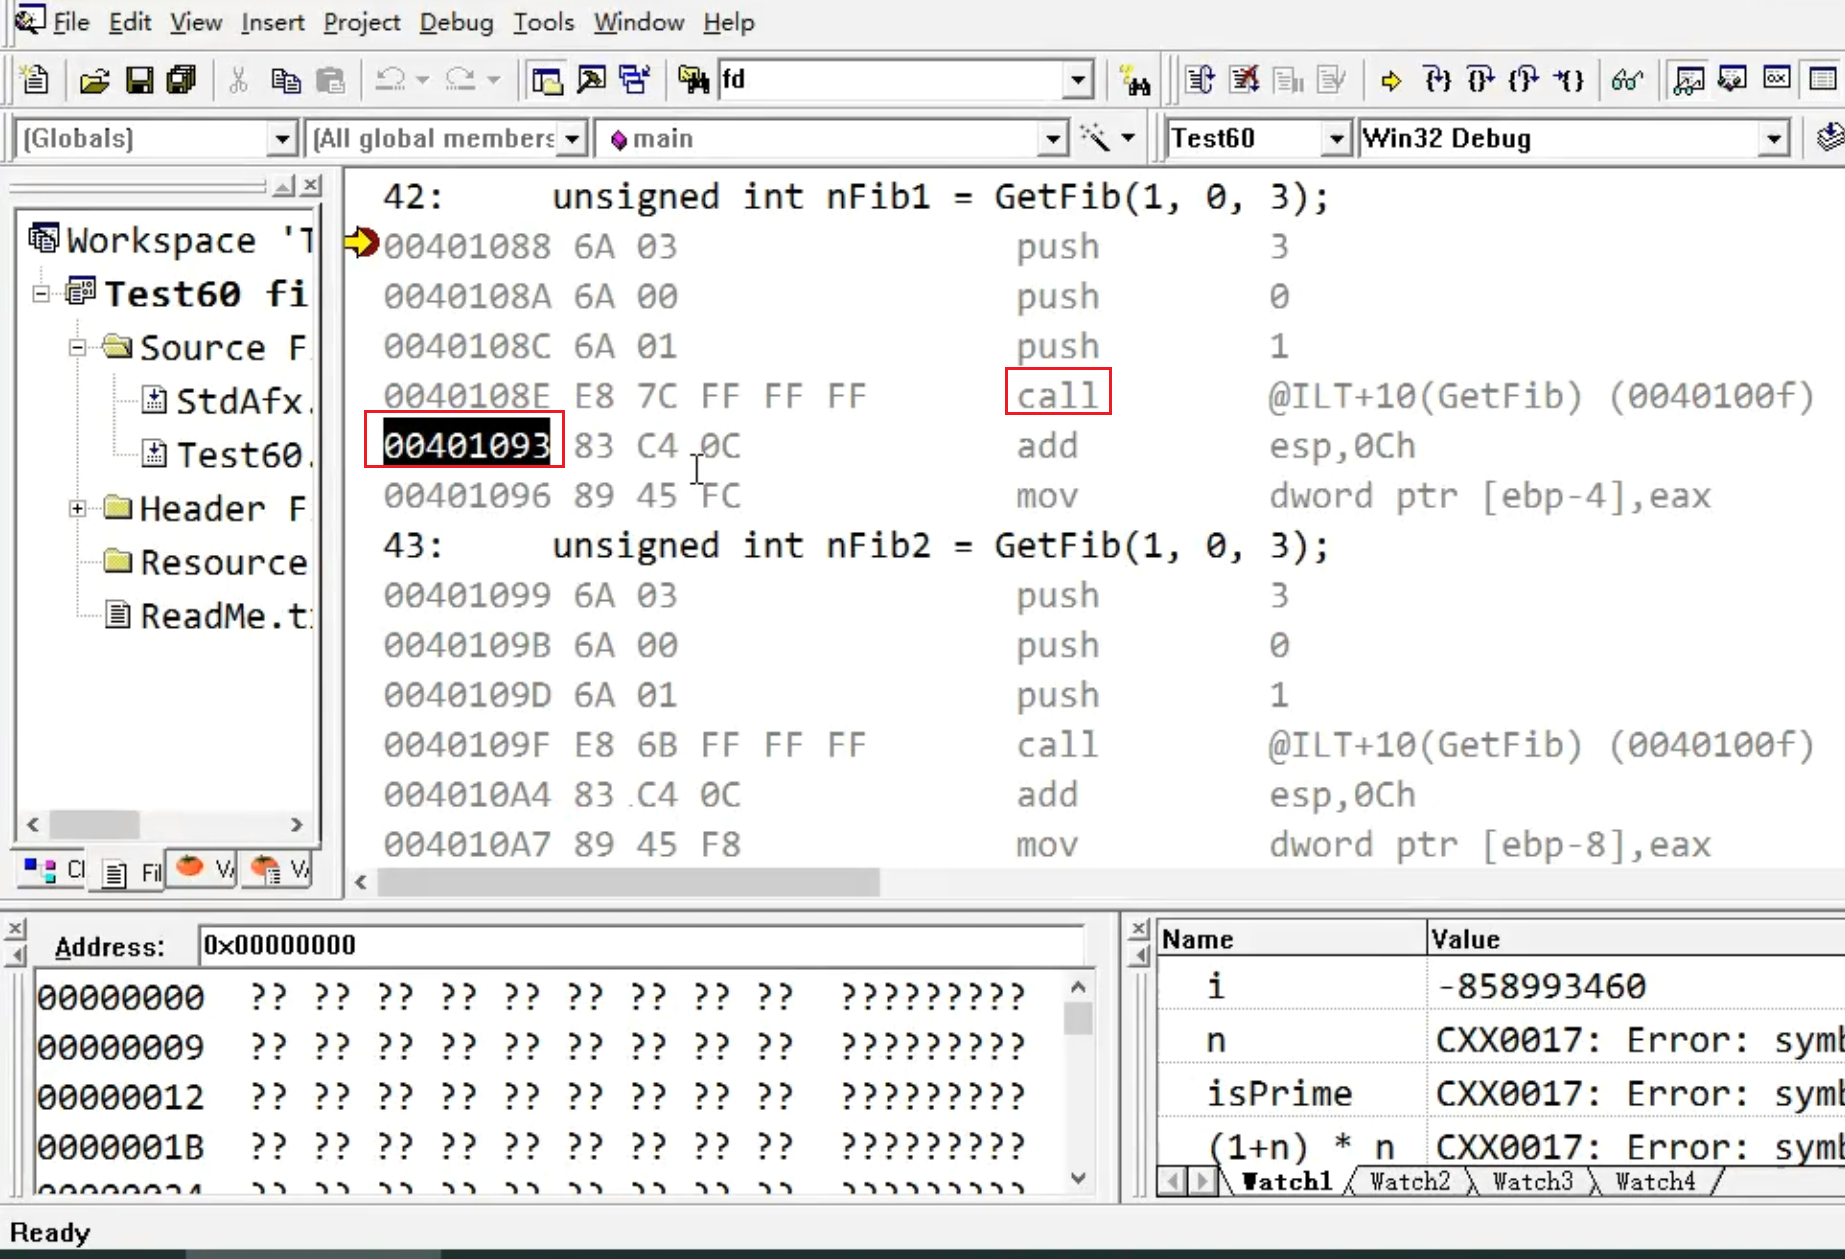 File Edit View Insert Project Debug Tools Window Help
fd
(Globals) (All global members main Test60 Win32 Debug
Workspace 'T
Test60 fi
Source F
StdAfx.
Test60.
Header F
Resource
ReadMe.t
42: unsigned int nFib1 = GetFib(1, 0, 3);
00401088 6A 03 push 3
0040108A 6A 00 push 0
0040108C 6A 01 push 1
0040108E E8 7C FF FF FF call @ILT+10(GetFib) (0040100f)
00401093 83 C4 0C add esp,0Ch
00401096 89 45 FC mov dword ptr [ebp-4],eax
43: unsigned int nFib2 = GetFib(1, 0, 3);
00401099 6A 03 push 3
0040109B 6A 00 push 0
0040109D 6A 01 push 1
0040109F E8 6B FF FF FF call @ILT+10(GetFib) (0040100f)
004010A4 83 C4 0C add esp,0Ch
004010A7 89 45 F8 mov dword ptr [ebp-8],eax
Cl Fil V V
Address: 0x00000000
00000000 ?? ?? ?? ?? ?? ?? ?? ?? ?? ?????????
00000009 ?? ?? ?? ?? ?? ?? ?? ?? ?? ?????????
00000012 ?? ?? ?? ?? ?? ?? ?? ?? ?? ?????????
0000001B ?? ?? ?? ?? ?? ?? ?? ?? ?? ?????????
00000024 ?? ?? ?? ?? ?? ?? ?? ?? ?? ?????????
Name Value
i -858993460
n CXX0017: Error: symb
isPrime CXX0017: Error: symb
(1+n) * n CXX0017: Error: symb
Watch1 Watch2 Watch3 Watch4
Ready